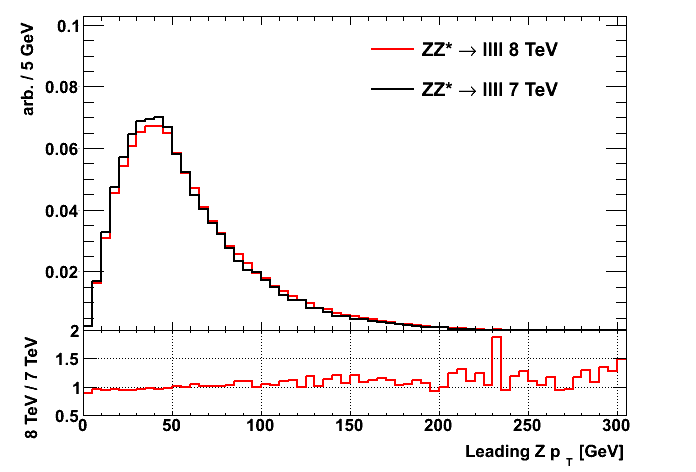 arb. / 5 GeV
0.1
0.08
0.06
0.04
0.02
ZZ* → llll 8 TeV
ZZ* → llll 7 TeV
8 TeV / 7 TeV
2
1.5
1
0.5
0 50 100 150 200 250 300
Leading Z p T [GeV]